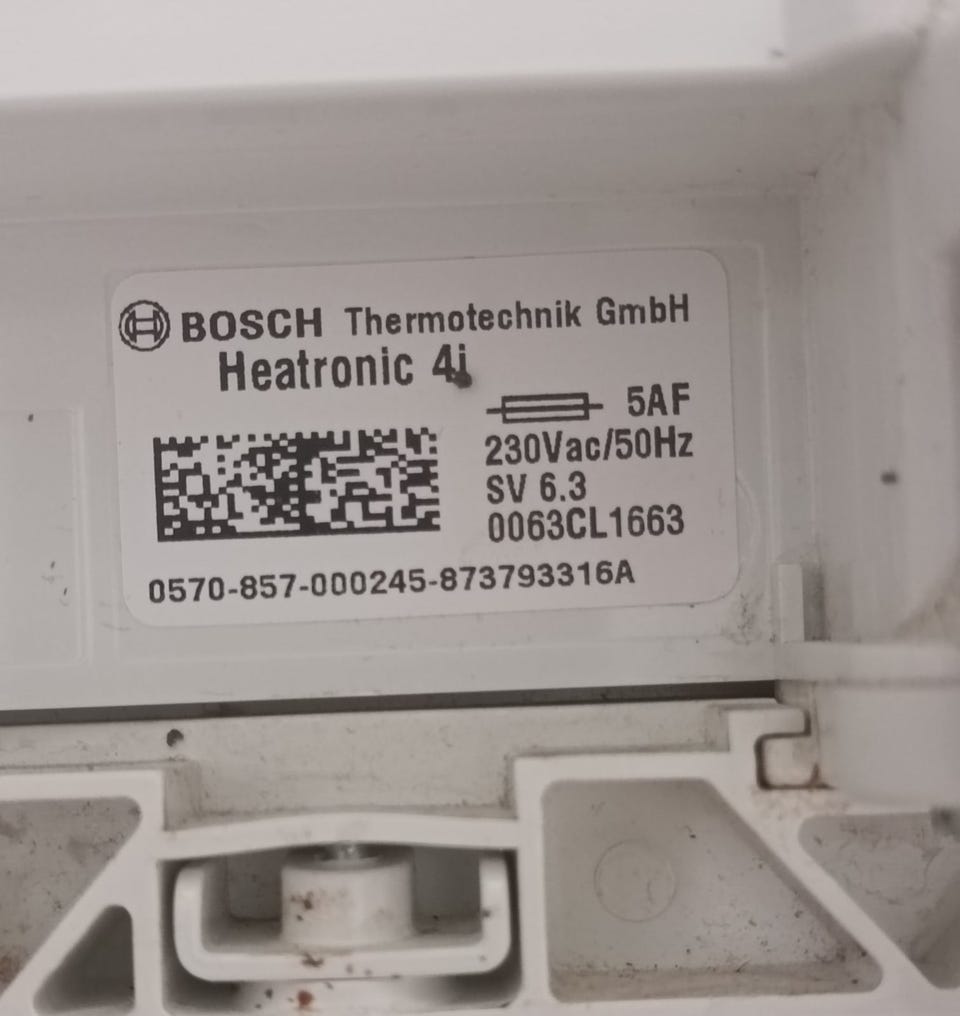 BOSCH Thermotechnik GmbH
Heatronic 4i
5AF
230Vac/50Hz
SV 6.3
0063CL1663
0570-857-000245-873793316A